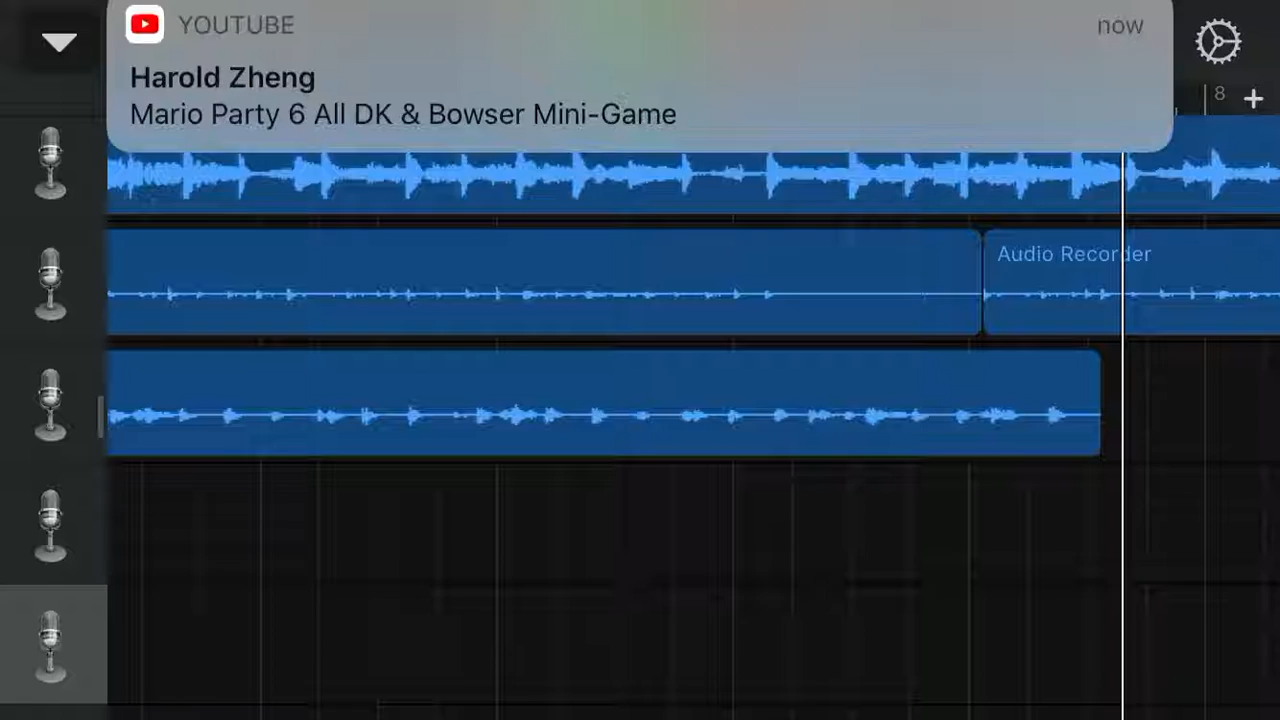 YOUTUBE now
Harold Zheng
Mario Party 6 All DK & Bowser Mini-Game
8
Audio Recorder